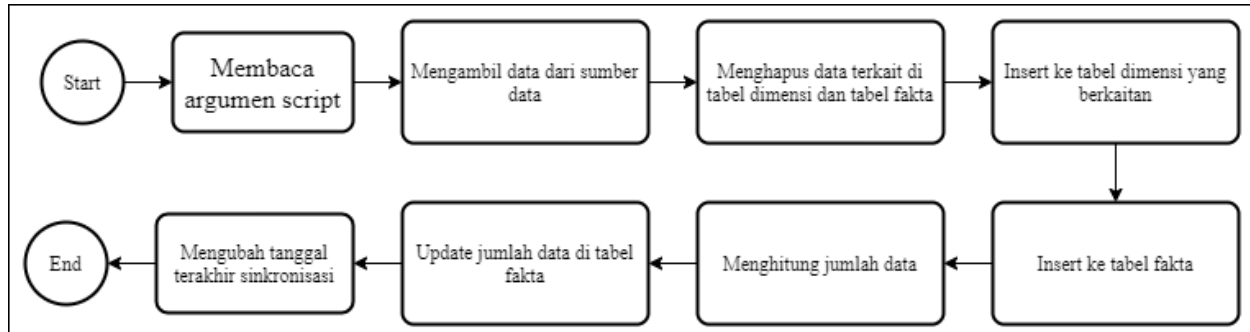 Start
Membaca
argumen script
Mengambil data dari sumber
data
Menghapus data terkait di
tabel dimensi dan tabel fakta
Insert ke tabel dimensi yang
berkaitan
Insert ke tabel fakta
Menghitung jumlah data
Update jumlah data di tabel
fakta
Mengubah tanggal
terakhir sinkronisasi
End